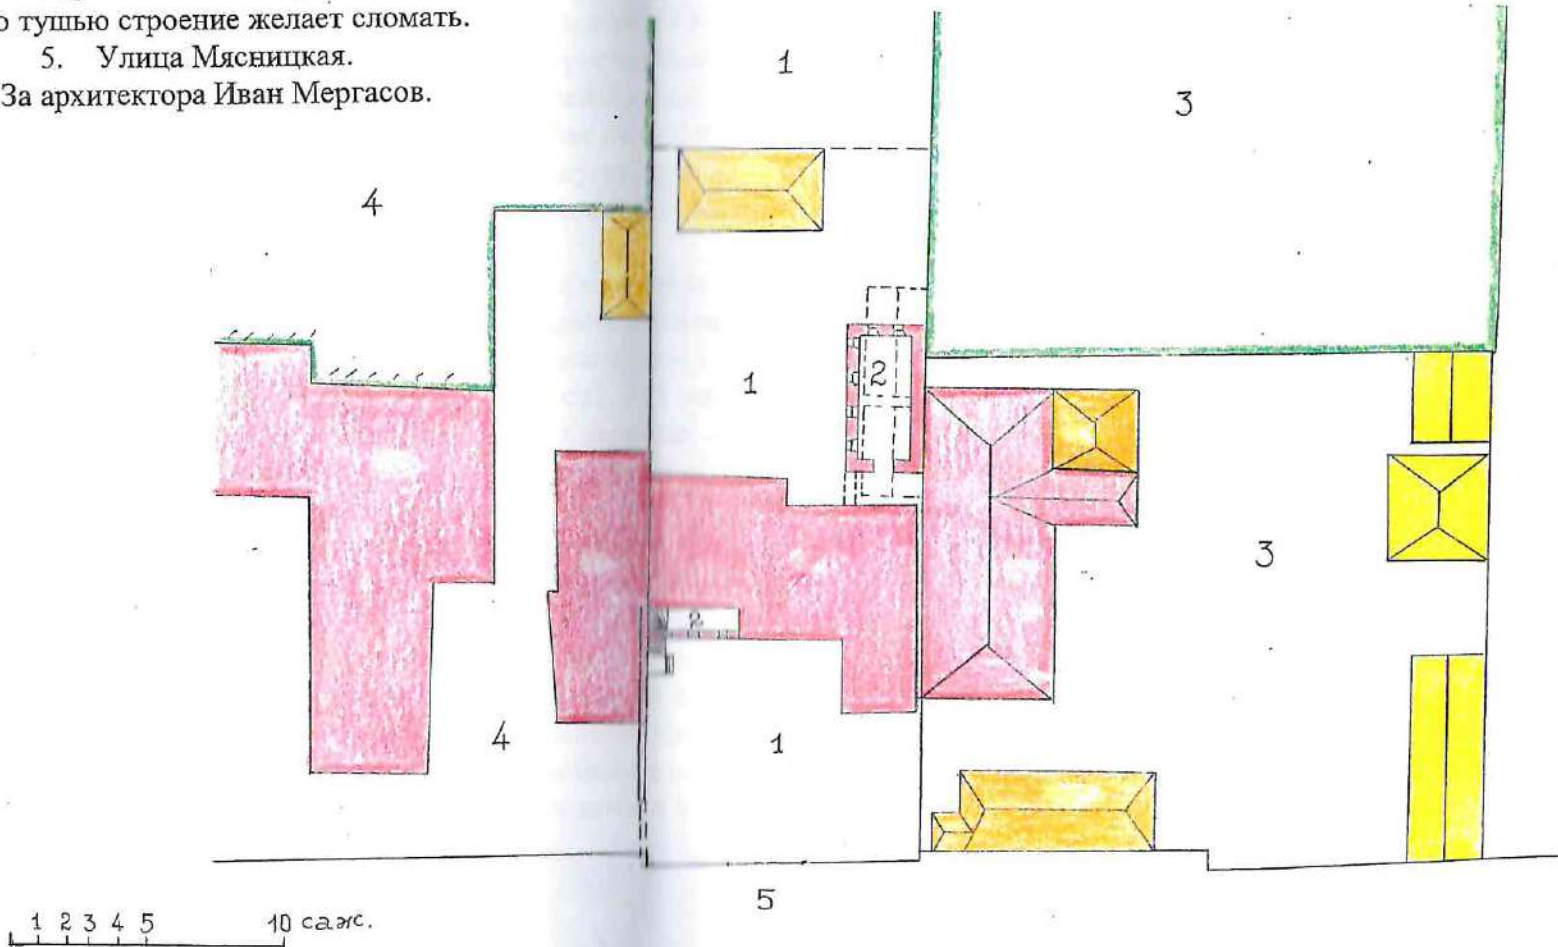 о тушью строение желает сломать.
5. Улица Мясницкая.
За архитектора Иван Мергасов.
1
3
4
2
1
3
2
4
1
5
1 2 3 4 5 10 саж.